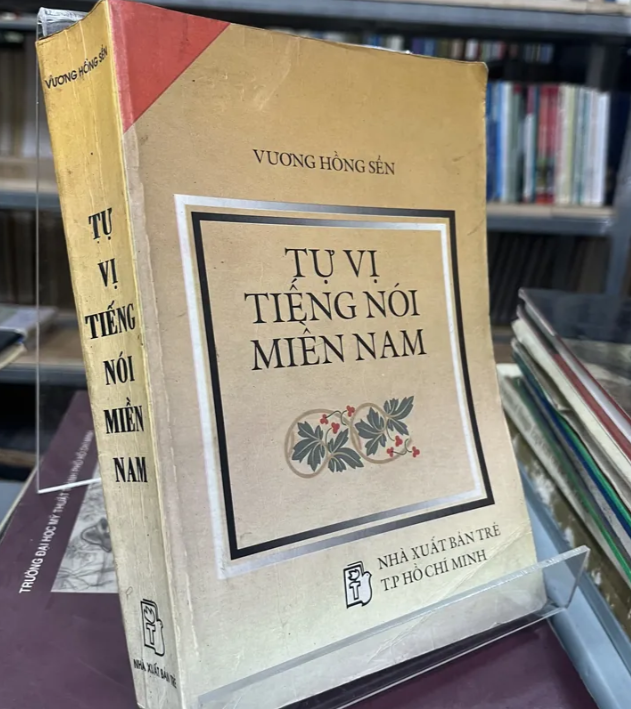 VƯƠNG HỒNG SỂN
TỰ
VỊ
TIẾNG
NÓI
MIỀN
NAM
NHÀ XUẤT BẢN TRẺ
VƯƠNG HỒNG SỂN
TỰ VỊ
TIẾNG NÓI
MIỀN NAM
NHÀ XUẤT BẢN TRẺ
T.P HỒ CHÍ MINH
TRƯỜNG ĐẠI HỌC MỸ THUẬT